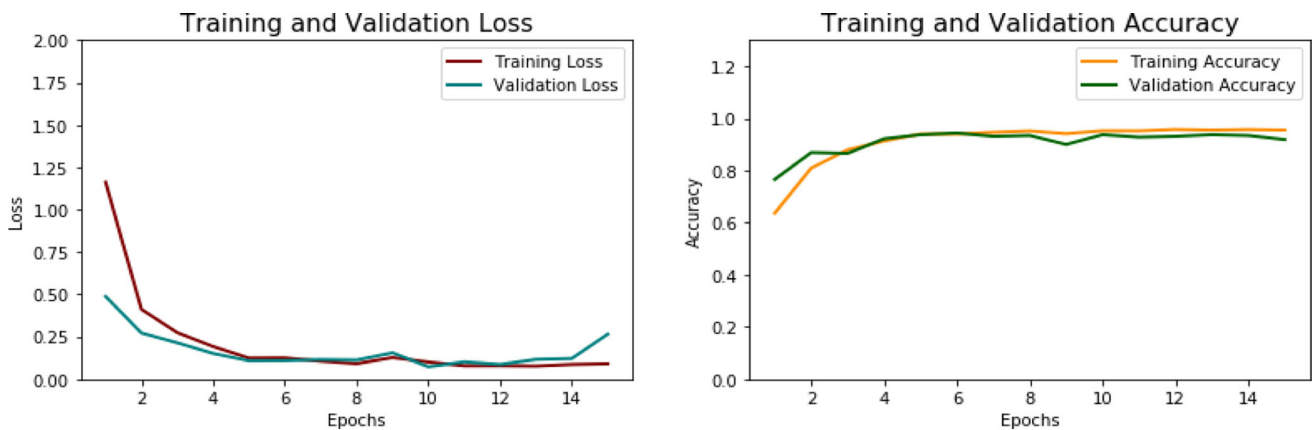 Training and Validation Loss
2.00
1.75
1.50
1.25
1.00
0.75
0.50
0.25
0.00
Loss
Training Loss
Validation Loss
2 4 6 8 10 12 14
Epochs
Training and Validation Accuracy
1.2
1.0
0.8
0.6
0.4
0.2
0.0
Accuracy
Training Accuracy
Validation Accuracy
2 4 6 8 10 12 14
Epochs